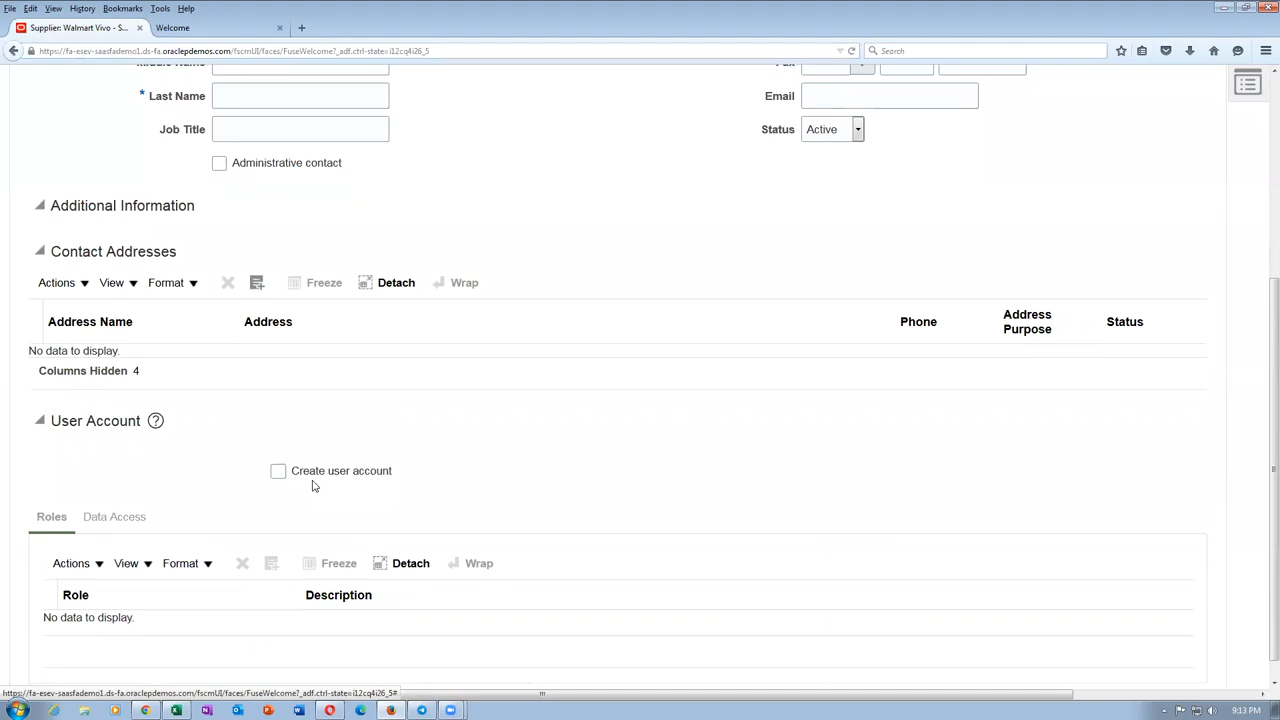 File Edit View History Bookmarks Tools Help
Supplier: Walmart Vivo - S... × Welcome × +
https://fa-esev-saasfademo1.ds-fa.oraclepdemos.com/fscmUI/faces/FuseWelcome?_adf.ctrl-state=i12cq4i26_5 Search
Middle Name Fax
* Last Name Email
Job Title Status Active
Administrative contact
Additional Information
Contact Addresses
Actions View Format Freeze Detach Wrap
Address Name Address Phone Address Purpose Status
No data to display.
Columns Hidden 4
User Account ?
Create user account
Roles Data Access
Actions View Format Freeze Detach Wrap
Role Description
No data to display.
https://fa-esev-saasfademo1.ds-fa.oraclepdemos.com/fscmUI/faces/FuseWelcome?_adf.ctrl-state=i12cq4i26_5#
9:13 PM